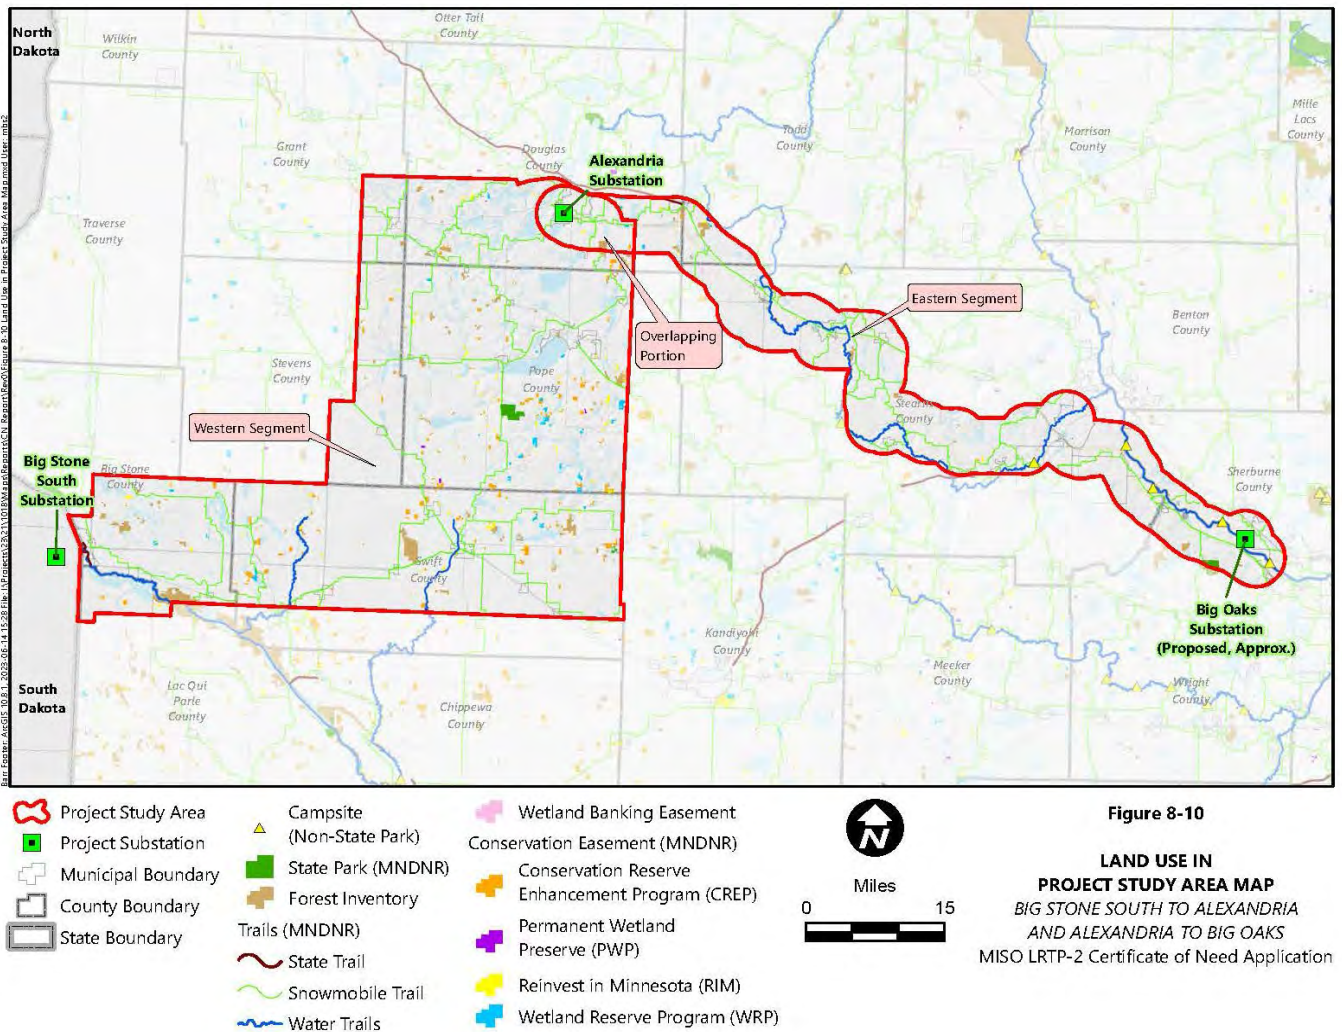 North
Dakota
Wilkin
County
Otter Tail
County
Mille
Lacs
County
Todd
County
Morrison
County
Grant
County
Douglas
County
Alexandria
Substation
Traverse
County
Eastern Segment
Benton
County
Overlapping
Portion
Stevens
County
Pope
County
Stearns
County
Western Segment
Big Stone
South
Substation
Big Stone
County
Sherburne
County
Swift
County
Big Oaks
Substation
(Proposed, Approx.)
Kandiyohi
County
Meeker
County
Wright
County
South
Dakota
Lac Qui
Parle
County
Chippewa
County
Project Study Area
Project Substation
Municipal Boundary
County Boundary
State Boundary
Campsite
(Non-State Park)
State Park (MNDNR)
Forest Inventory
Trails (MNDNR)
State Trail
Snowmobile Trail
Water Trails
Wetland Banking Easement
Conservation Easement (MNDNR)
Conservation Reserve
Enhancement Program (CREP)
Permanent Wetland
Preserve (PWP)
Reinvest in Minnesota (RIM)
Wetland Reserve Program (WRP)
N
Miles
0 15
Figure 8-10
LAND USE IN
PROJECT STUDY AREA MAP
BIG STONE SOUTH TO ALEXANDRIA
AND ALEXANDRIA TO BIG OAKS
MISO LRTP-2 Certificate of Need Application